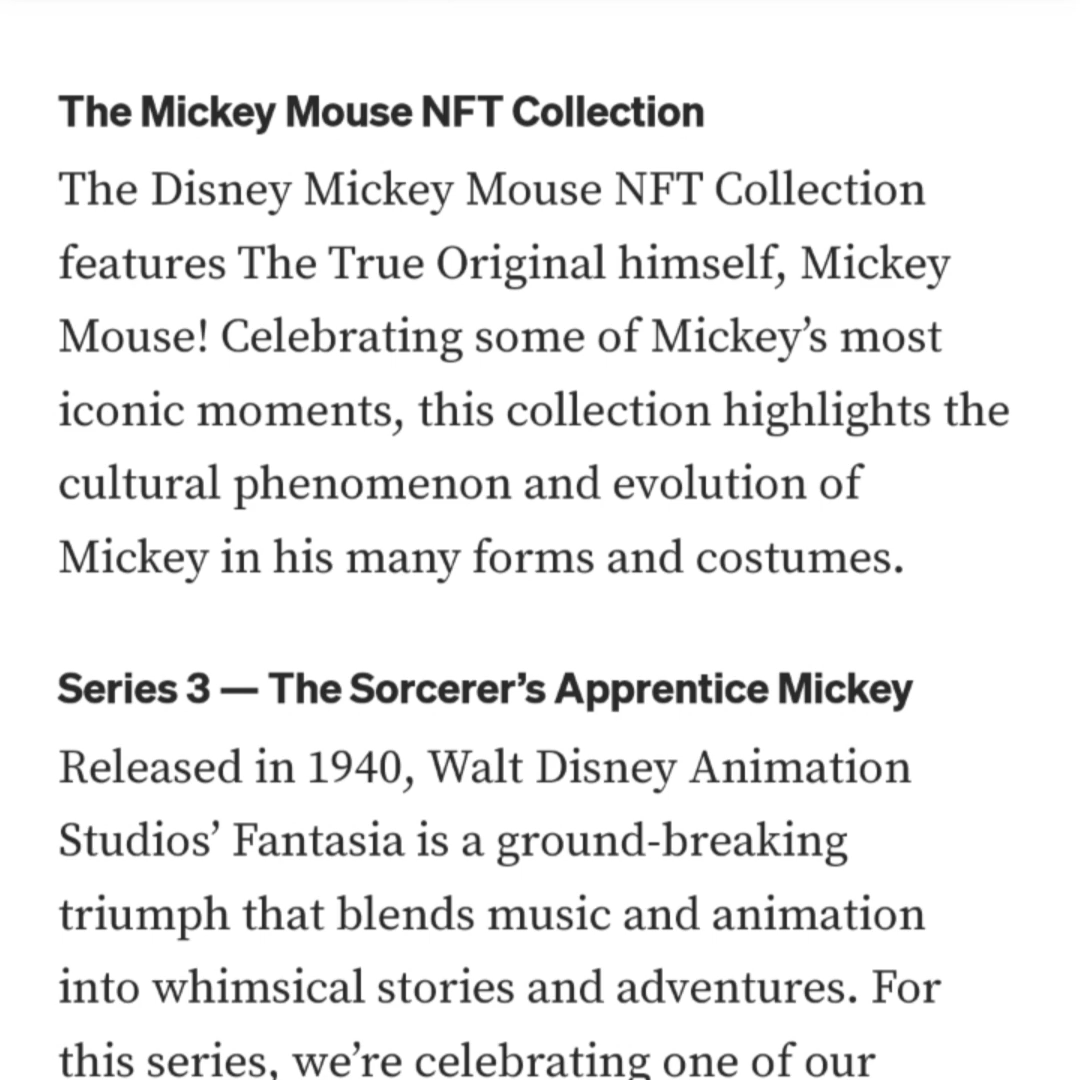 The Mickey Mouse NFT Collection
The Disney Mickey Mouse NFT Collection
features The True Original himself, Mickey
Mouse! Celebrating some of Mickey’s most
iconic moments, this collection highlights the
cultural phenomenon and evolution of
Mickey in his many forms and costumes.
Series 3 — The Sorcerer’s Apprentice Mickey
Released in 1940, Walt Disney Animation
Studios’ Fantasia is a ground-breaking
triumph that blends music and animation
into whimsical stories and adventures. For
this series, we’re celebrating one of our